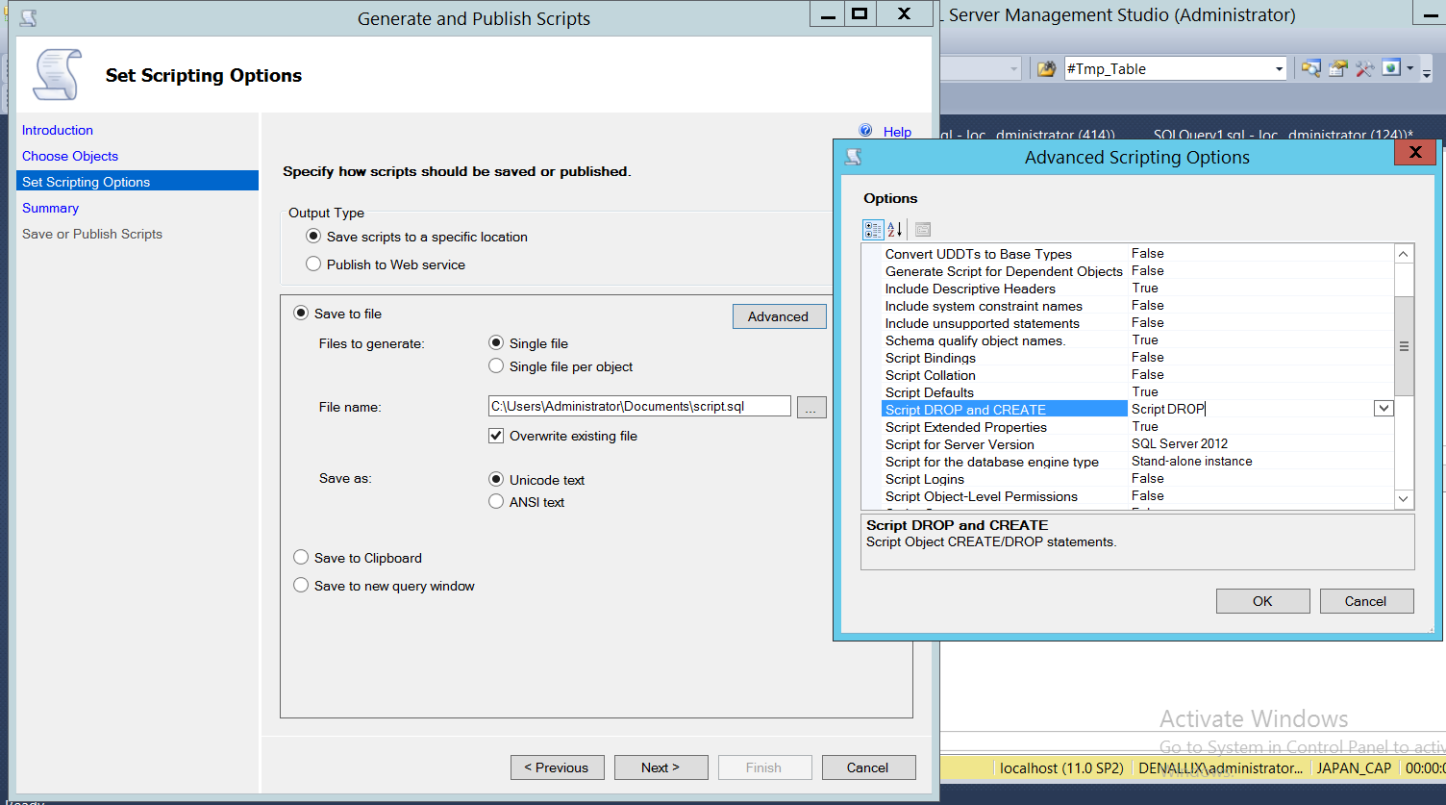 Generate and Publish Scripts
Server Management Studio (Administrator)
Set Scripting Options
#Tmp_Table
Introduction
Choose Objects
Set Scripting Options
Summary
Save or Publish Scripts
Help
dministrator (414))
SQLQuery1.sql - loc...dministrator (124))*
Specify how scripts should be saved or published.
Output Type
Save scripts to a specific location
Publish to Web service
Save to file
Advanced
Files to generate:
Single file
Single file per object
File name:
C:\Users\Administrator\Documents\script.sql
...
Overwrite existing file
Save as:
Unicode text
ANSI text
Save to Clipboard
Save to new query window
< Previous
Next >
Finish
Cancel
Advanced Scripting Options
Options
Convert UDDTs to Base Types False
Generate Script for Dependent Objects False
Include Descriptive Headers True
Include system constraint names False
Include unsupported statements False
Schema qualify object names. True
Script Bindings False
Script Collation False
Script Defaults True
Script DROP and CREATE Script DROP
Script Extended Properties True
Script for Server Version SQL Server 2012
Script for the database engine type Stand-alone instance
Script Logins False
Script Object-Level Permissions False
Script DROP and CREATE
Script Object CREATE/DROP statements.
OK
Cancel
Activate Windows
Go to System in Control Panel to
Windows.
localhost (11.0 SP2) DENALLUX\administrator... JAPAN_CAP 00:00: